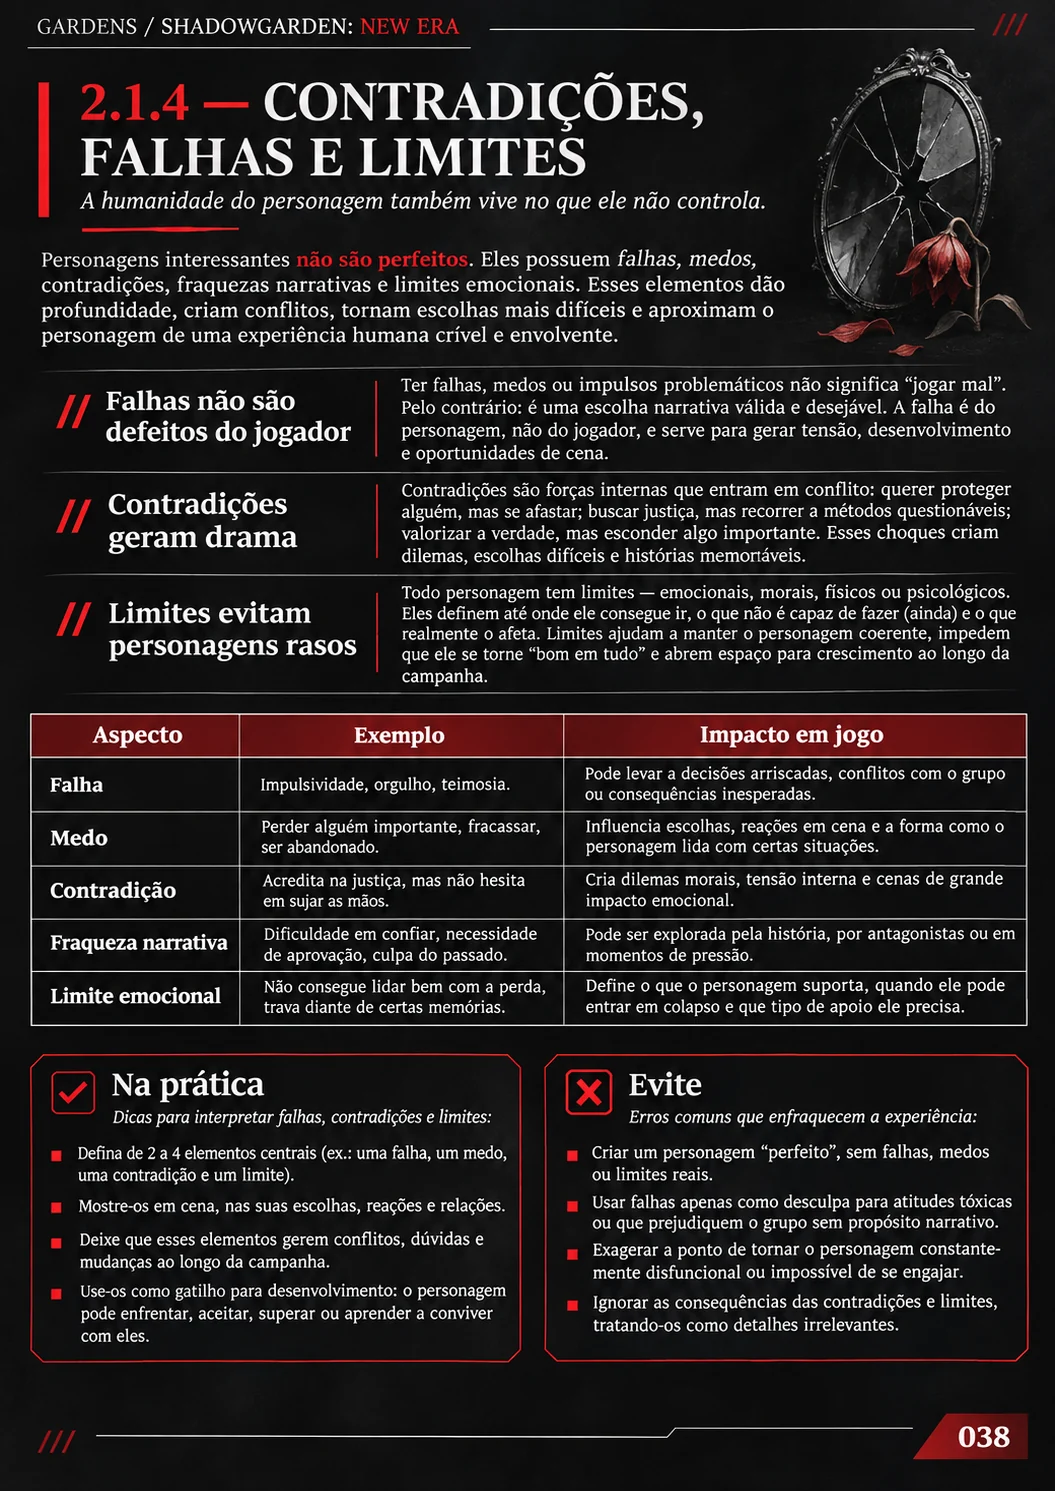 GARDENS / SHADOWGARDEN: NEW ERA
///
2.1.4 — CONTRADIÇÕES,
FALHAS E LIMITES
A humanidade do personagem também vive no que ele não controla.
Personagens interessantes não são perfeitos. Eles possuem falhas, medos,
contradições, fraquezas narrativas e limites emocionais. Esses elementos dão
profundidade, criam conflitos, tornam escolhas mais difíceis e aproximam o
personagem de uma experiência humana crível e envolvente.
// Falhas não são
defeitos do jogador
Ter falhas, medos ou impulsos problemáticos não significa “jogar mal”.
Pelo contrário: é uma escolha narrativa válida e desejável. A falha é do
personagem, não do jogador, e serve para gerar tensão, desenvolvimento
e oportunidades de cena.
// Contradições
geram drama
Contradições são forças internas que entram em conflito: querer proteger
alguém, mas se afastar; buscar justiça, mas recorrer a métodos questionáveis;
valorizar a verdade, mas esconder algo importante. Esses choques criam
dilemas, escolhas difíceis e histórias memoráveis.
// Limites evitam
personagens rasos
Todo personagem tem limites — emocionais, morais, físicos ou psicológicos.
Eles definem até onde ele consegue ir, o que não é capaz de fazer (ainda) e o que
realmente o afeta. Limites ajudam a manter o personagem coerente, impedem
que ele se torne “bom em tudo” e abrem espaço para crescimento ao longo da
campanha.
Aspecto Exemplo Impacto em jogo
Falha
Impulsividade, orgulho, teimosia.
Pode levar a decisões arriscadas, conflitos com o grupo
ou consequências inesperadas.
Medo
Perder alguém importante, fracassar,
ser abandonado.
Influencia escolhas, reações em cena e a forma como o
personagem lida com certas situações.
Contradição
Acredita na justiça, mas não hesita
em sujar as mãos.
Cria dilemas morais, tensão interna e cenas de grande
impacto emocional.
Fraqueza narrativa
Dificuldade em confiar, necessidade
de aprovação, culpa do passado.
Pode ser explorada pela história, por antagonistas ou em
momentos de pressão.
Limite emocional
Não consegue lidar bem com a perda,
trava diante de certas memórias.
Define o que o personagem suporta, quando ele pode
entrar em colapso e que tipo de apoio ele precisa.
Na prática
Dicas para interpretar falhas, contradições e limites:
Defina de 2 a 4 elementos centrais (ex.: uma falha, um medo,
uma contradição e um limite).
Mostre-os em cena, nas suas escolhas, reações e relações.
Deixe que esses elementos gerem conflitos, dúvidas e
mudanças ao longo da campanha.
Use-os como gatilho para desenvolvimento: o personagem
pode enfrentar, aceitar, superar ou aprender a conviver
com eles.
Evite
Erros comuns que enfraquecem a experiência:
Criar um personagem “perfeito”, sem falhas, medos
ou limites reais.
Usar falhas apenas como desculpa para atitudes tóxicas
ou que prejudiquem o grupo sem propósito narrativo.
Exagerar a ponto de tornar o personagem constante-
mente disfuncional ou impossível de se engajar.
Ignorar as consequências das contradições e limites,
tratando-os como detalhes irrelevantes.
///
038